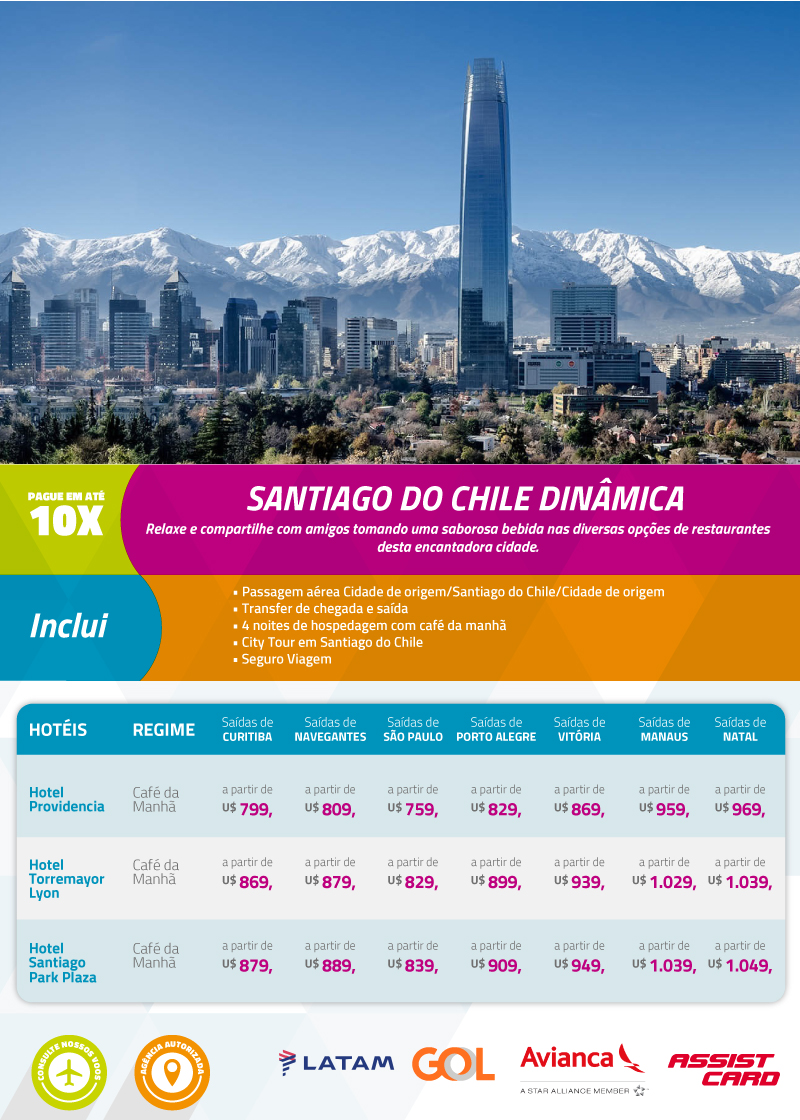 PAGUE EM ATÉ
10X
SANTIAGO DO CHILE DINÂMICA
Relaxe e compartilhe com amigos tomando uma saborosa bebida nas diversas opções de restaurantes
desta encantadora cidade.
Inclui
• Passagem aérea Cidade de origem/Santiago do Chile/Cidade de origem
• Transfer de chegada e saída
• 4 noites de hospedagem com café da manhã
• City Tour em Santiago do Chile
• Seguro Viagem
HOTÉIS REGIME Saídas de CURITIBA Saídas de NAVEGANTES Saídas de SÃO PAULO Saídas de PORTO ALEGRE Saídas de VITÓRIA Saídas de MANAUS Saídas de NATAL
Hotel Providencia Café da Manhã a partir de U$ 799, a partir de U$ 809, a partir de U$ 759, a partir de U$ 829, a partir de U$ 869, a partir de U$ 959, a partir de U$ 969,
Hotel Torremayor Lyon Café da Manhã a partir de U$ 869, a partir de U$ 879, a partir de U$ 829, a partir de U$ 899, a partir de U$ 939, a partir de U$ 1.029, a partir de U$ 1.039,
Hotel Santiago Park Plaza Café da Manhã a partir de U$ 879, a partir de U$ 889, a partir de U$ 839, a partir de U$ 909, a partir de U$ 949, a partir de U$ 1.039, a partir de U$ 1.049,
CONSULTE NOSSOS VOOS
AGÊNCIA AUTORIZADA
LATAM
GOL
Avianca
A STAR ALLIANCE MEMBER
ASSIST
CARD